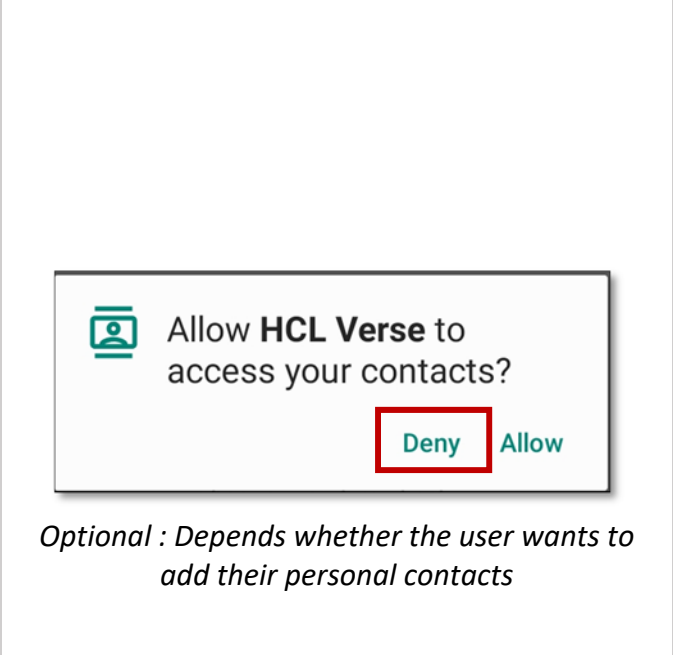 Allow HCL Verse to
access your contacts?
Deny Allow
Optional : Depends whether the user wants to
add their personal contacts